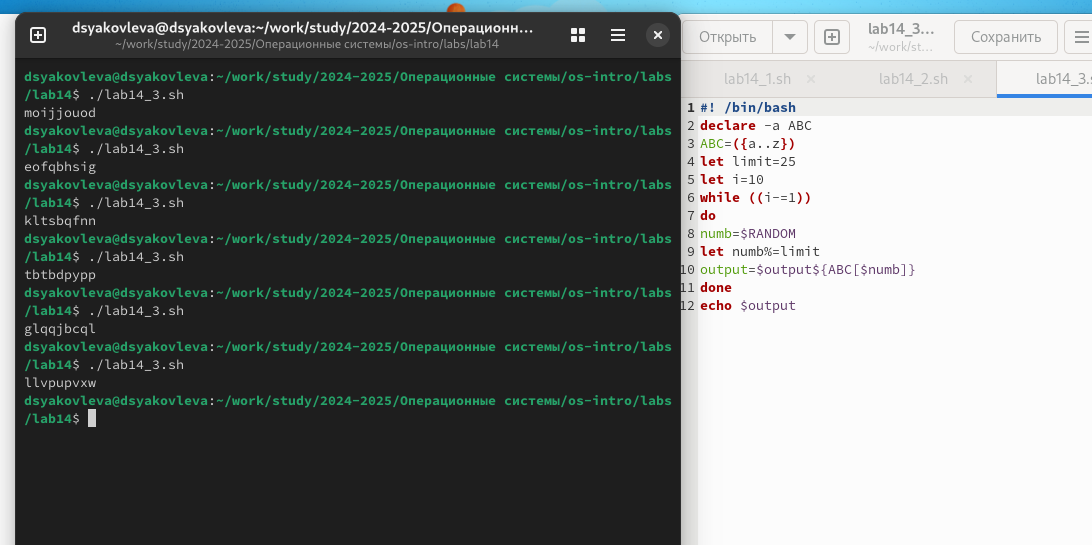 dsyakovleva@dsyakovleva:~/work/study/2024-2025/Операционн...
~/work/study/2024-2025/Операционные системы/os-intro/labs/lab14
dsyakovleva@dsyakovleva:~/work/study/2024-2025/Операционные системы/os-intro/labs
/lab14$ ./lab14_3.sh
moijjouod
dsyakovleva@dsyakovleva:~/work/study/2024-2025/Операционные системы/os-intro/labs
/lab14$ ./lab14_3.sh
eofqbhsig
dsyakovleva@dsyakovleva:~/work/study/2024-2025/Операционные системы/os-intro/labs
/lab14$ ./lab14_3.sh
kltsbqfnn
dsyakovleva@dsyakovleva:~/work/study/2024-2025/Операционные системы/os-intro/labs
/lab14$ ./lab14_3.sh
tbtbdpypp
dsyakovleva@dsyakovleva:~/work/study/2024-2025/Операционные системы/os-intro/labs
/lab14$ ./lab14_3.sh
glqqjbcql
dsyakovleva@dsyakovleva:~/work/study/2024-2025/Операционные системы/os-intro/labs
/lab14$ ./lab14_3.sh
llvpupvxw
dsyakovleva@dsyakovleva:~/work/study/2024-2025/Операционные системы/os-intro/labs
/lab14$
Открыть
lab14_3...
~/work/st...
Сохранить
lab14_1.sh
lab14_2.sh
lab14_3.s
1 #! /bin/bash
2 declare -a ABC
3 ABC=({a..z})
4 let limit=25
5 let i=10
6 while ((i-=1))
7 do
8 numb=$RANDOM
9 let numb%=limit
10 output=$output${ABC[$numb]}
11 done
12 echo $output